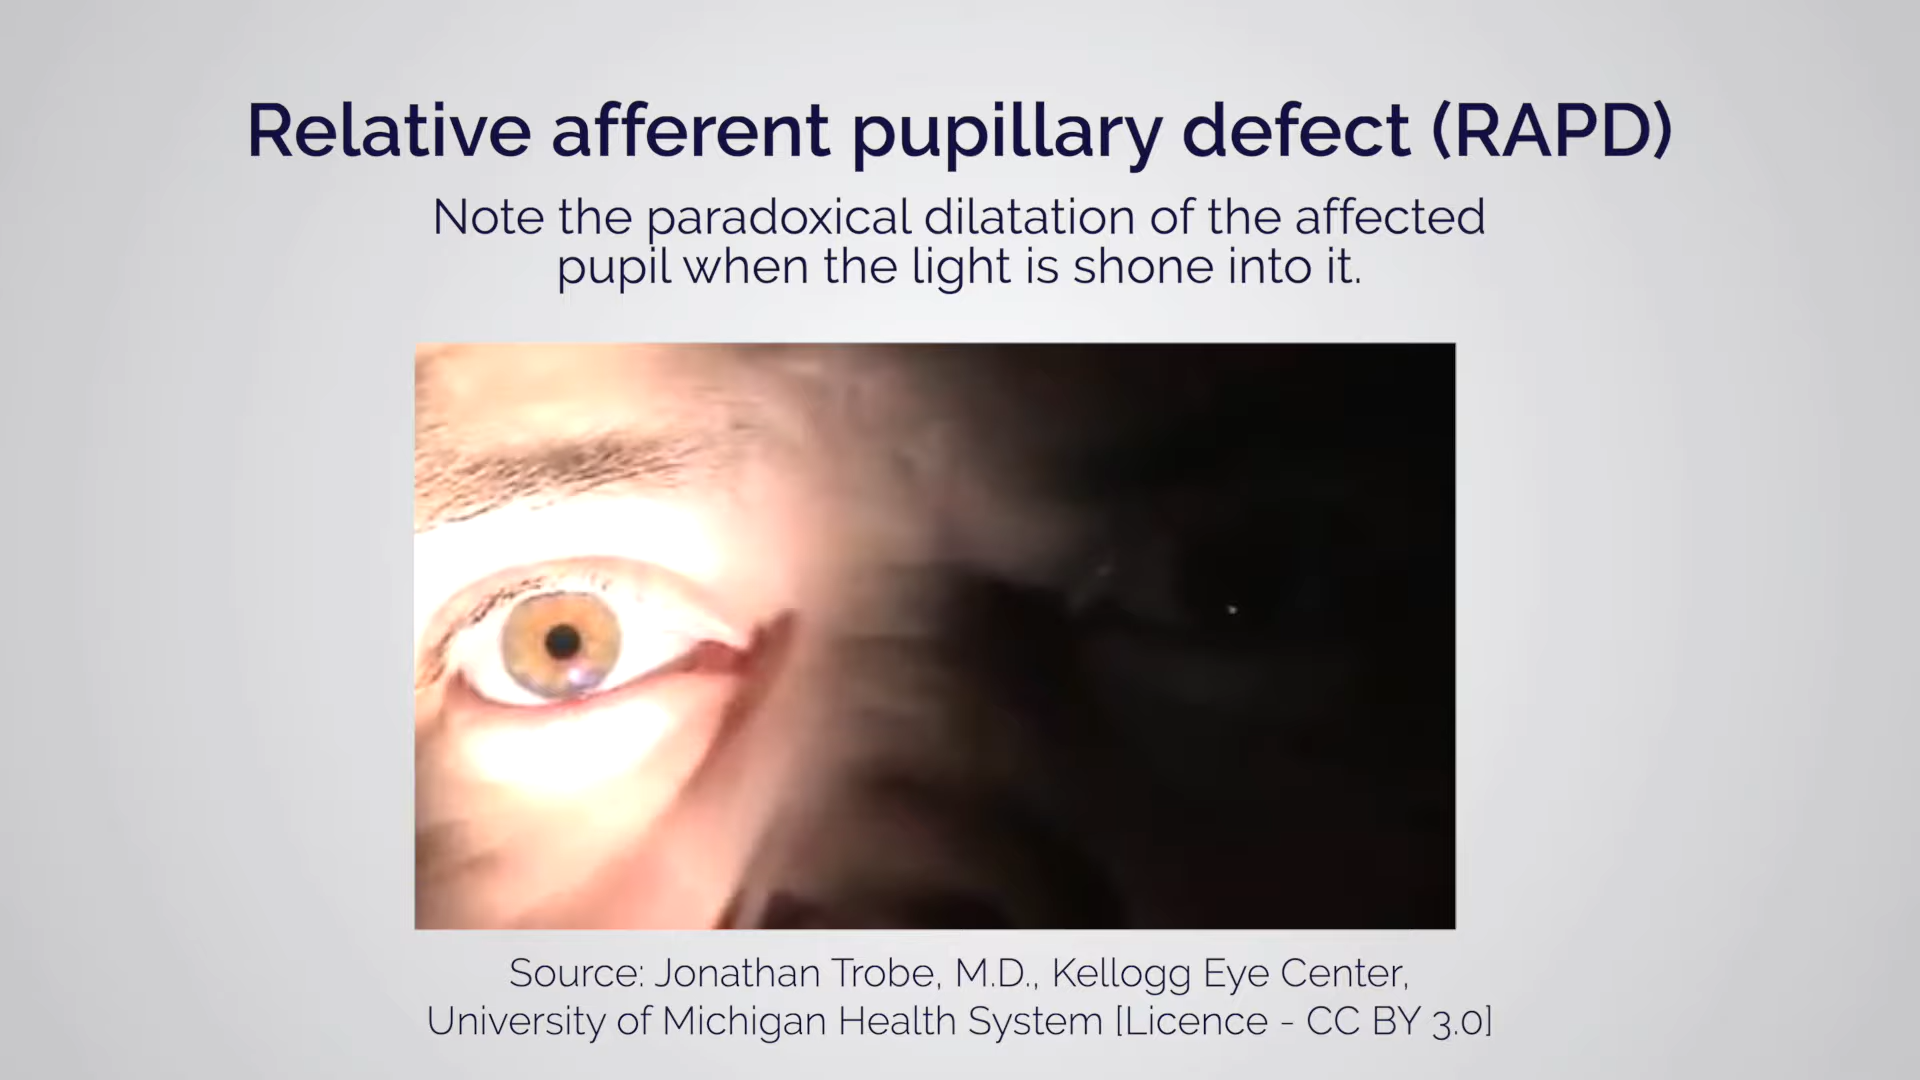 Relative afferent pupillary defect (RAPD)
Note the paradoxical dilatation of the affected
pupil when the light is shone into it.
Source: Jonathan Trobe, M.D., Kellogg Eye Center,
University of Michigan Health System [Licence - CC BY 3.0]